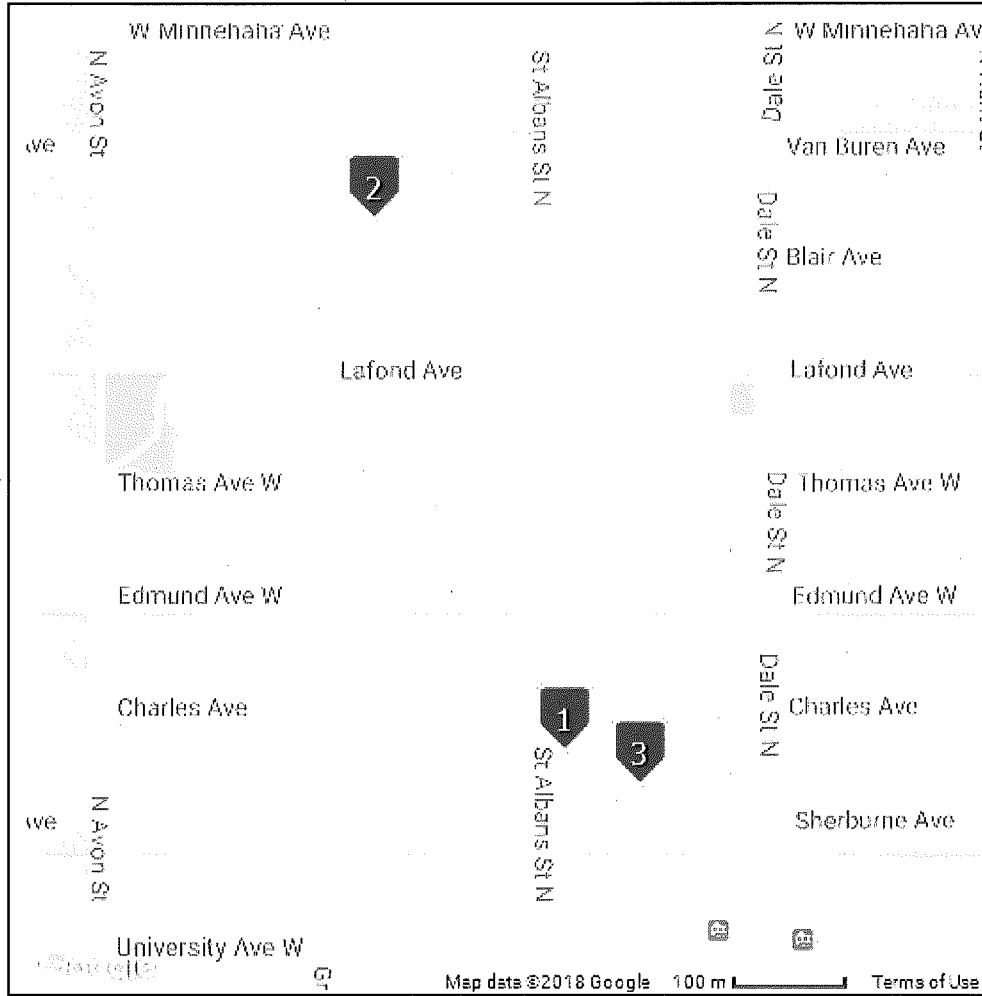 W Minnehaha Ave
W Minnehaha Av
N Avon St
St Albans St N
N
Dale St
ve
Van Buren Ave
2
Dale St N
Blair Ave
Lafond Ave
Lafond Ave
Thomas Ave W
Dale St N
Thomas Ave W
Edmund Ave W
Edmund Ave W
Charles Ave
1
3
Dale St N
Charles Ave
St Albans St N
ve
N Avon St
Sherburne Ave
University Ave W
Gr
Map data ©2018 Google
100 m
Terms of Use